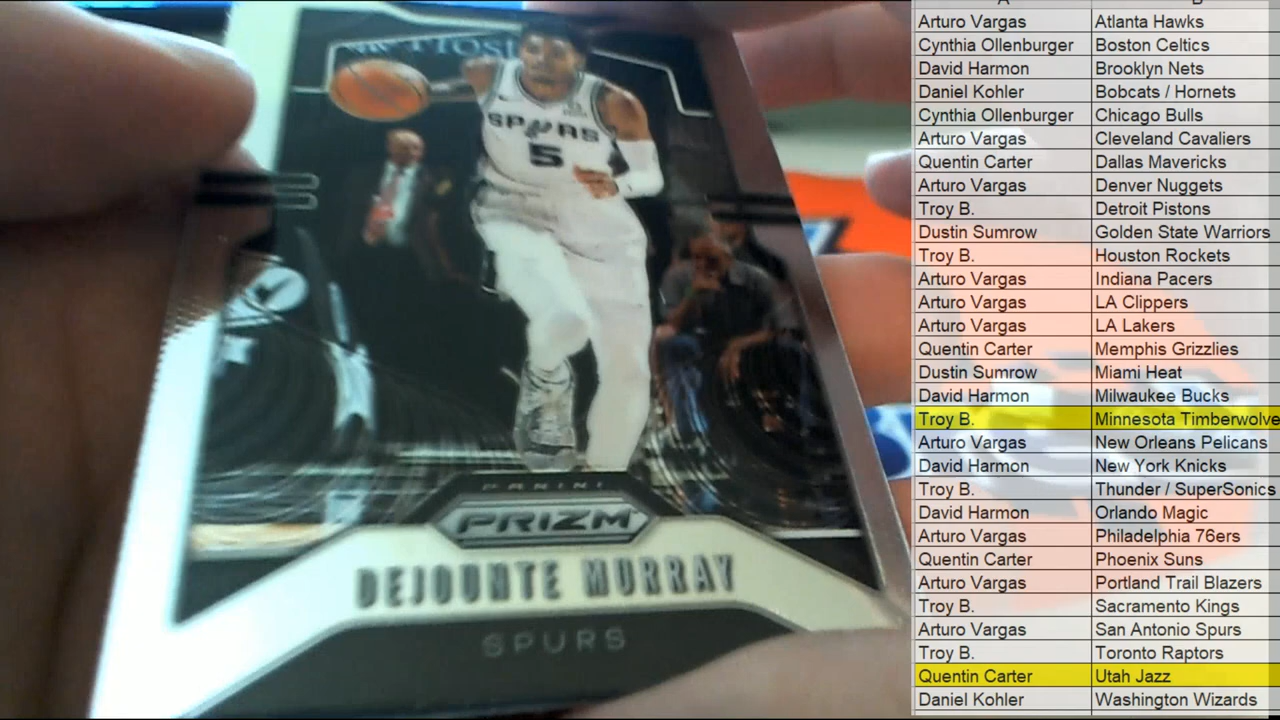 SPURS
5
PANINI
PRIZM
DEJOUNTE MURRAY
SPURS
A B
Arturo Vargas Atlanta Hawks
Cynthia Ollenburger Boston Celtics
David Harmon Brooklyn Nets
Daniel Kohler Bobcats / Hornets
Cynthia Ollenburger Chicago Bulls
Arturo Vargas Cleveland Cavaliers
Quentin Carter Dallas Mavericks
Arturo Vargas Denver Nuggets
Troy B. Detroit Pistons
Dustin Sumrow Golden State Warriors
Troy B. Houston Rockets
Arturo Vargas Indiana Pacers
Arturo Vargas LA Clippers
Arturo Vargas LA Lakers
Quentin Carter Memphis Grizzlies
Dustin Sumrow Miami Heat
David Harmon Milwaukee Bucks
Troy B. Minnesota Timberwolve
Arturo Vargas New Orleans Pelicans
David Harmon New York Knicks
Troy B. Thunder / SuperSonics
David Harmon Orlando Magic
Arturo Vargas Philadelphia 76ers
Quentin Carter Phoenix Suns
Arturo Vargas Portland Trail Blazers
Troy B. Sacramento Kings
Arturo Vargas San Antonio Spurs
Troy B. Toronto Raptors
Quentin Carter Utah Jazz
Daniel Kohler Washington Wizards